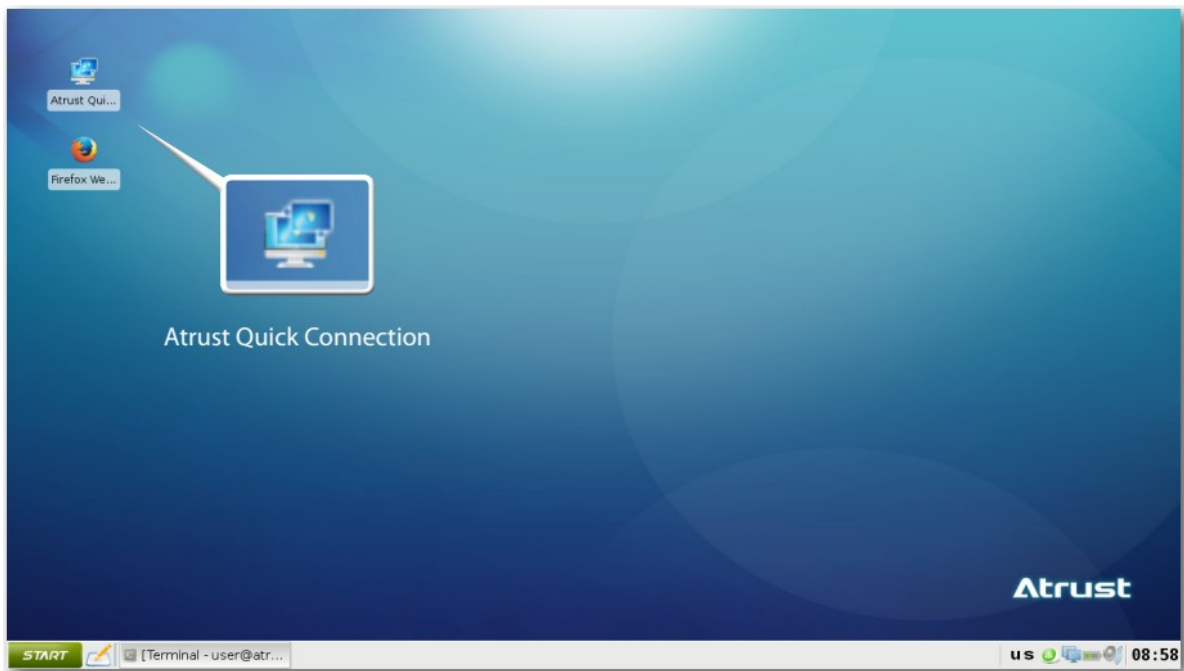 Atrust Qui...
Firefox We...
Atrust Quick Connection
Atrust
START
[Terminal - user@atr...
us 08:58